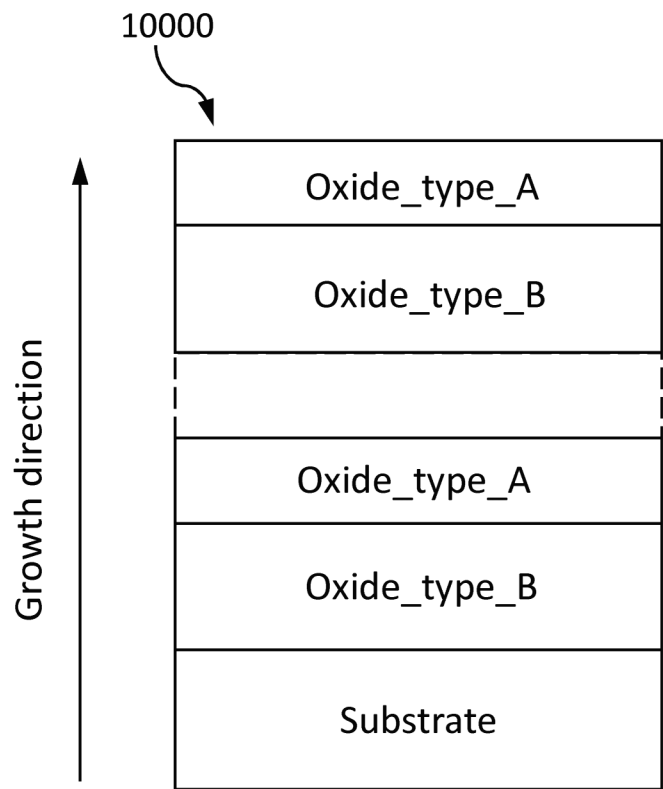 10000
Oxide_type_A
Oxide_type_B
Growth direction
Oxide_type_A
Oxide_type_B
Substrate